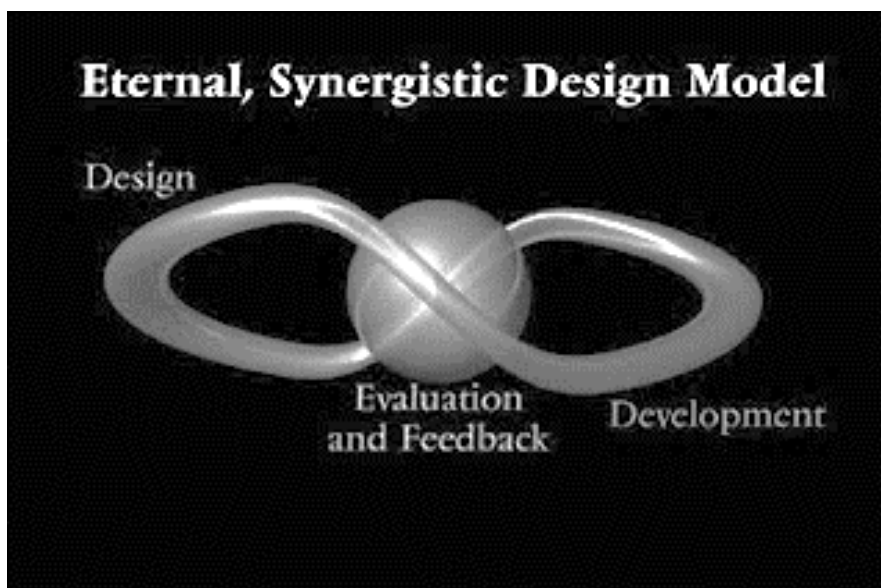 Eternal, Synergistic Design Model
Design
Evaluation
and Feedback
Development